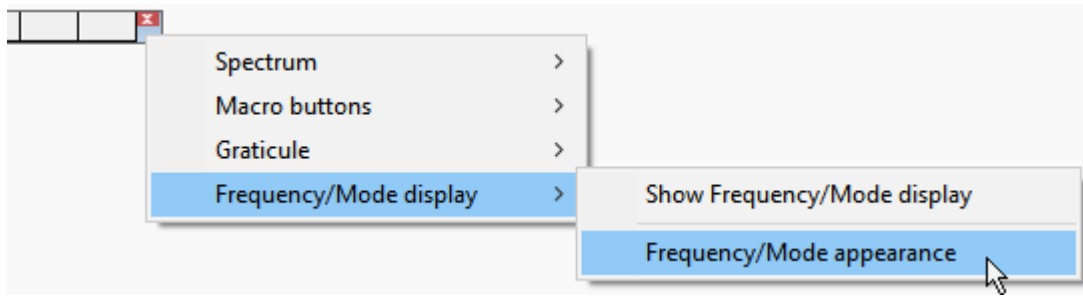 Spectrum
Macro buttons
Graticule
Frequency/Mode display
Show Frequency/Mode display
Frequency/Mode appearance